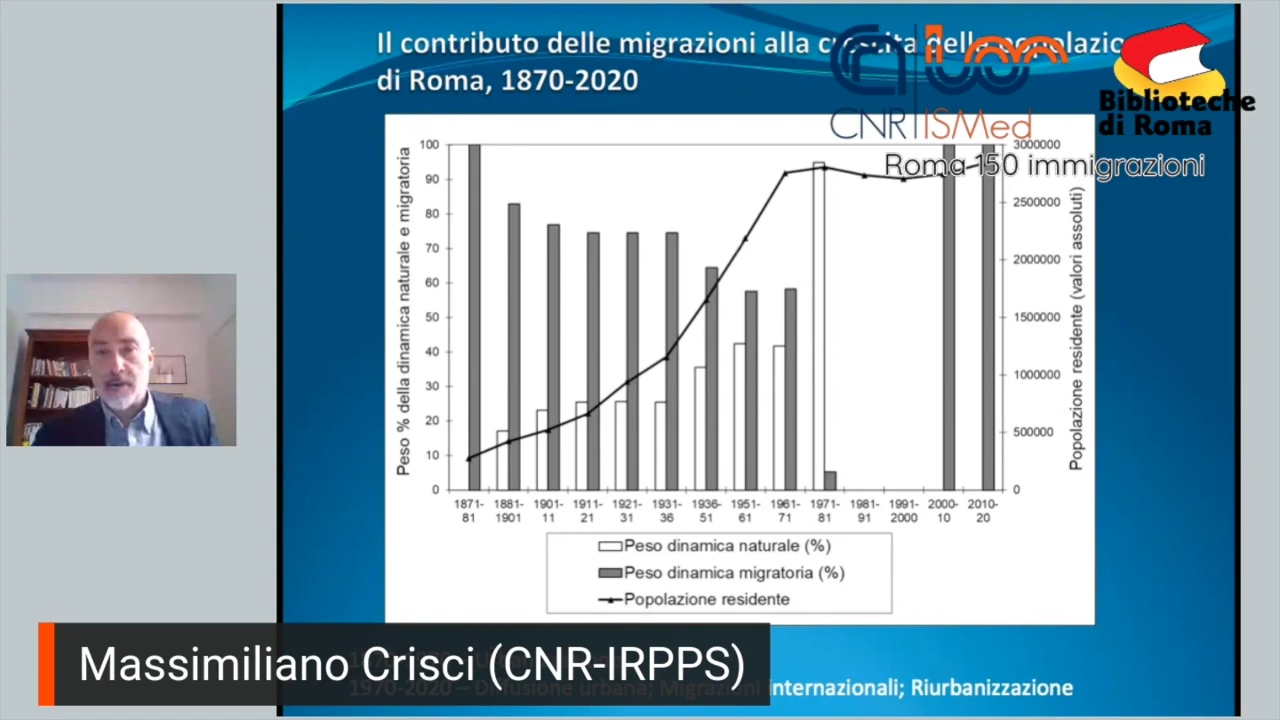 Il contributo delle migrazioni alla crescita della popolazio
di Roma, 1870-2020
CNR ISMed
Biblioteche
di Roma
Roma 150 immigrazioni
Peso % della dinamica naturale e migratoria
100
90
80
70
60
50
40
30
20
10
0
3000000
2500000
2000000
1500000
1000000
500000
0
Popolazione residente (valori assoluti)
1871-81
1881-1901
1901-11
1911-21
1921-31
1931-36
1936-51
1951-61
1961-71
1971-81
1981-91
1991-2000
2000-10
2010-20
Peso dinamica naturale (%)
Peso dinamica migratoria (%)
Popolazione residente
Massimiliano Crisci (CNR-IRPPS)
1970-2020 – Diffusione urbana; Migrazioni internazionali; Riurbanizzazione